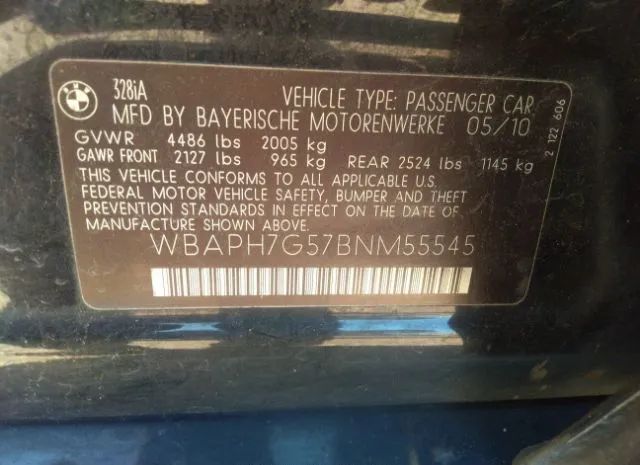 BMW
328iA VEHICLE TYPE: PASSENGER CAR
MFD BY BAYERISCHE MOTORENWERKE 05/10
GVWR 4486 lbs 2005 kg
GAWR FRONT 2127 lbs 965 kg REAR 2524 lbs 1145 kg
THIS VEHICLE CONFORMS TO ALL APPLICABLE U.S.
FEDERAL MOTOR VEHICLE SAFETY, BUMPER AND THEFT
PREVENTION STANDARDS IN EFFECT ON THE DATE OF
MANUFACTURE SHOWN ABOVE.
WBAPH7G57BNM55545
2 122 606